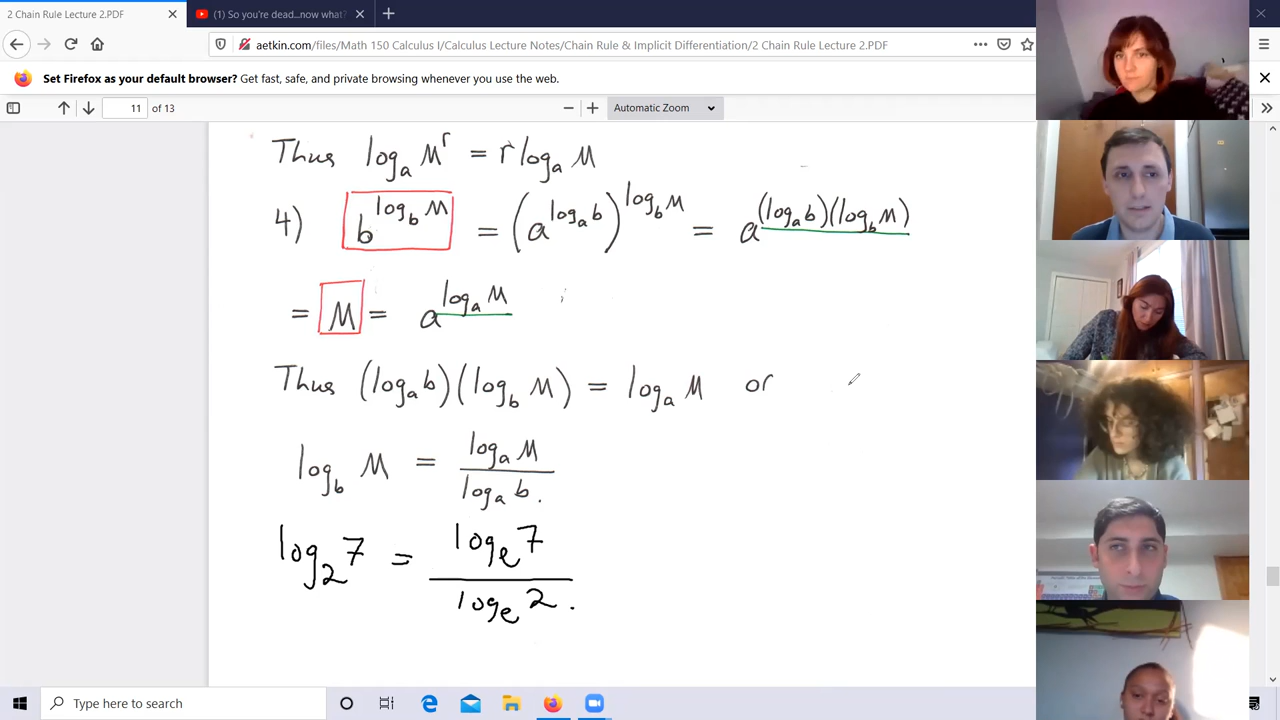 2 Chain Rule Lecture 2.PDF
(1) So you're dead...now what?
aetkin.com/files/Math 150 Calculus I/Calculus Lecture Notes/Chain Rule & Implicit Differentiation/2 Chain Rule Lecture 2.PDF
Set Firefox as your default browser? Get fast, safe, and private browsing whenever you use the web.
11 of 13
Automatic Zoom
Thus log_a M^r = r log_a M
4) b^(log_b M) = (a^(log_a b))^(log_b M) = a^((log_a b)(log_b M))
= M = a^(log_a M)
Thus (log_a b)(log_b M) = log_a M or
log_b M = log_a M / log_a b.
log_2 7 = log_e 7 / log_e 2.
Type here to search